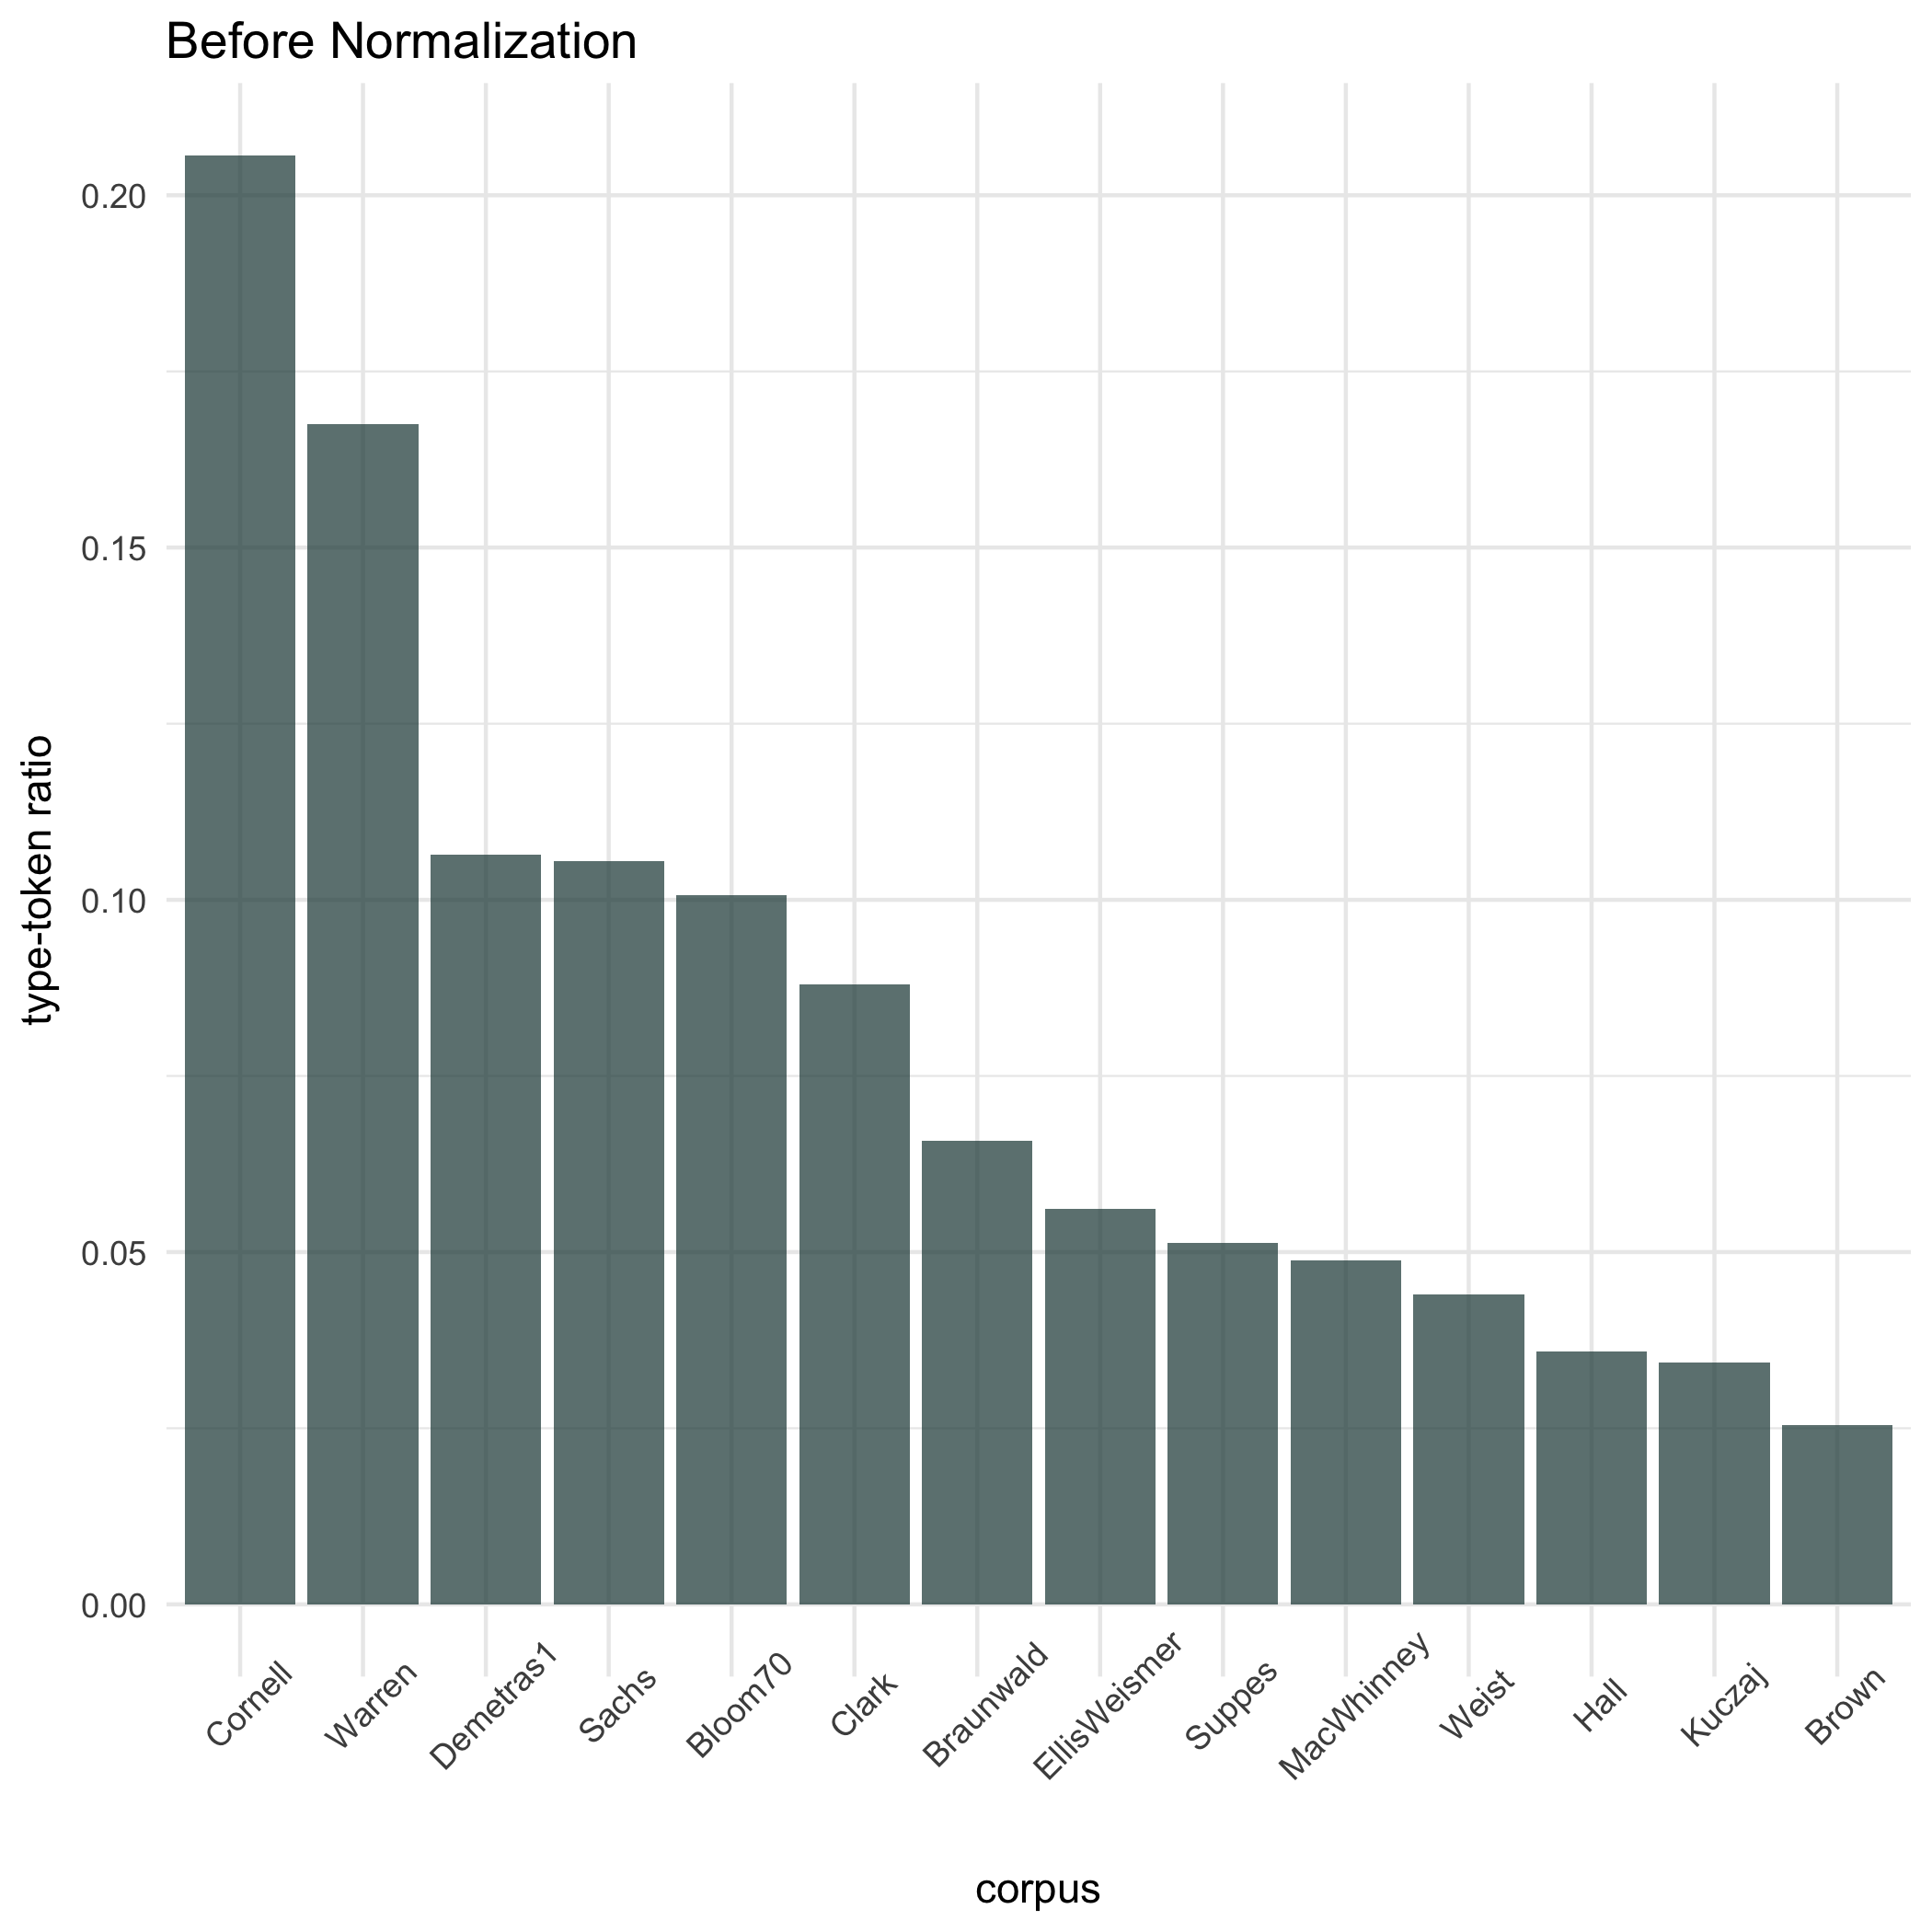 Before Normalization
type-token ratio
0.20
0.15
0.10
0.05
0.00
Cornell
Warren
Demetras1
Sachs
Bloom70
Clark
Braunwald
EllisWeismer
Suppes
MacWhinney
Weist
Hall
Kuczaj
Brown
corpus